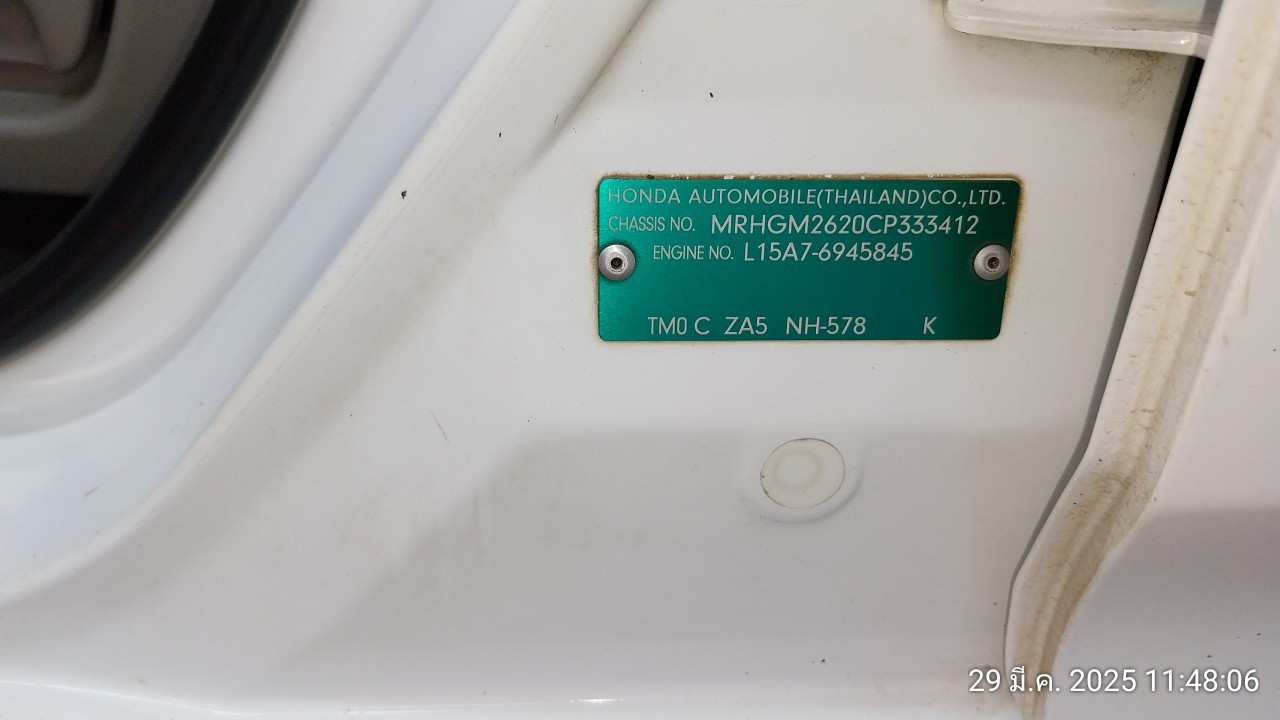 HONDA AUTOMOBILE(THAILAND)CO.,LTD.
CHASSIS NO. MRHGM2620CP333412
ENGINE NO. L15A7-6945845
TM0 C ZA5 NH-578 K
29 มี.ค. 2025 11:48:06